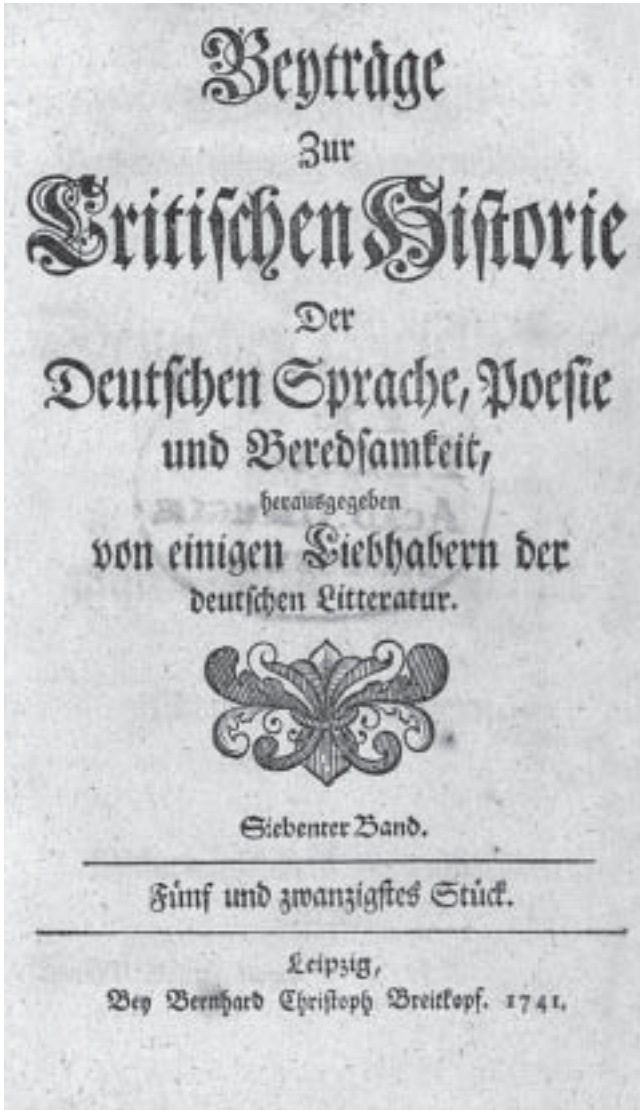 Beyträge
Zur
Critischen Historie
Der
Deutschen Sprache, Poesie
und Beredsamkeit,
herausgegeben
von einigen Liebhabern der
deutschen Litteratur.
Siebenter Band.
Fünf und zwanzigstes Stück.
Leipzig,
Bey Bernhard Christoph Breitkopf. 1741.